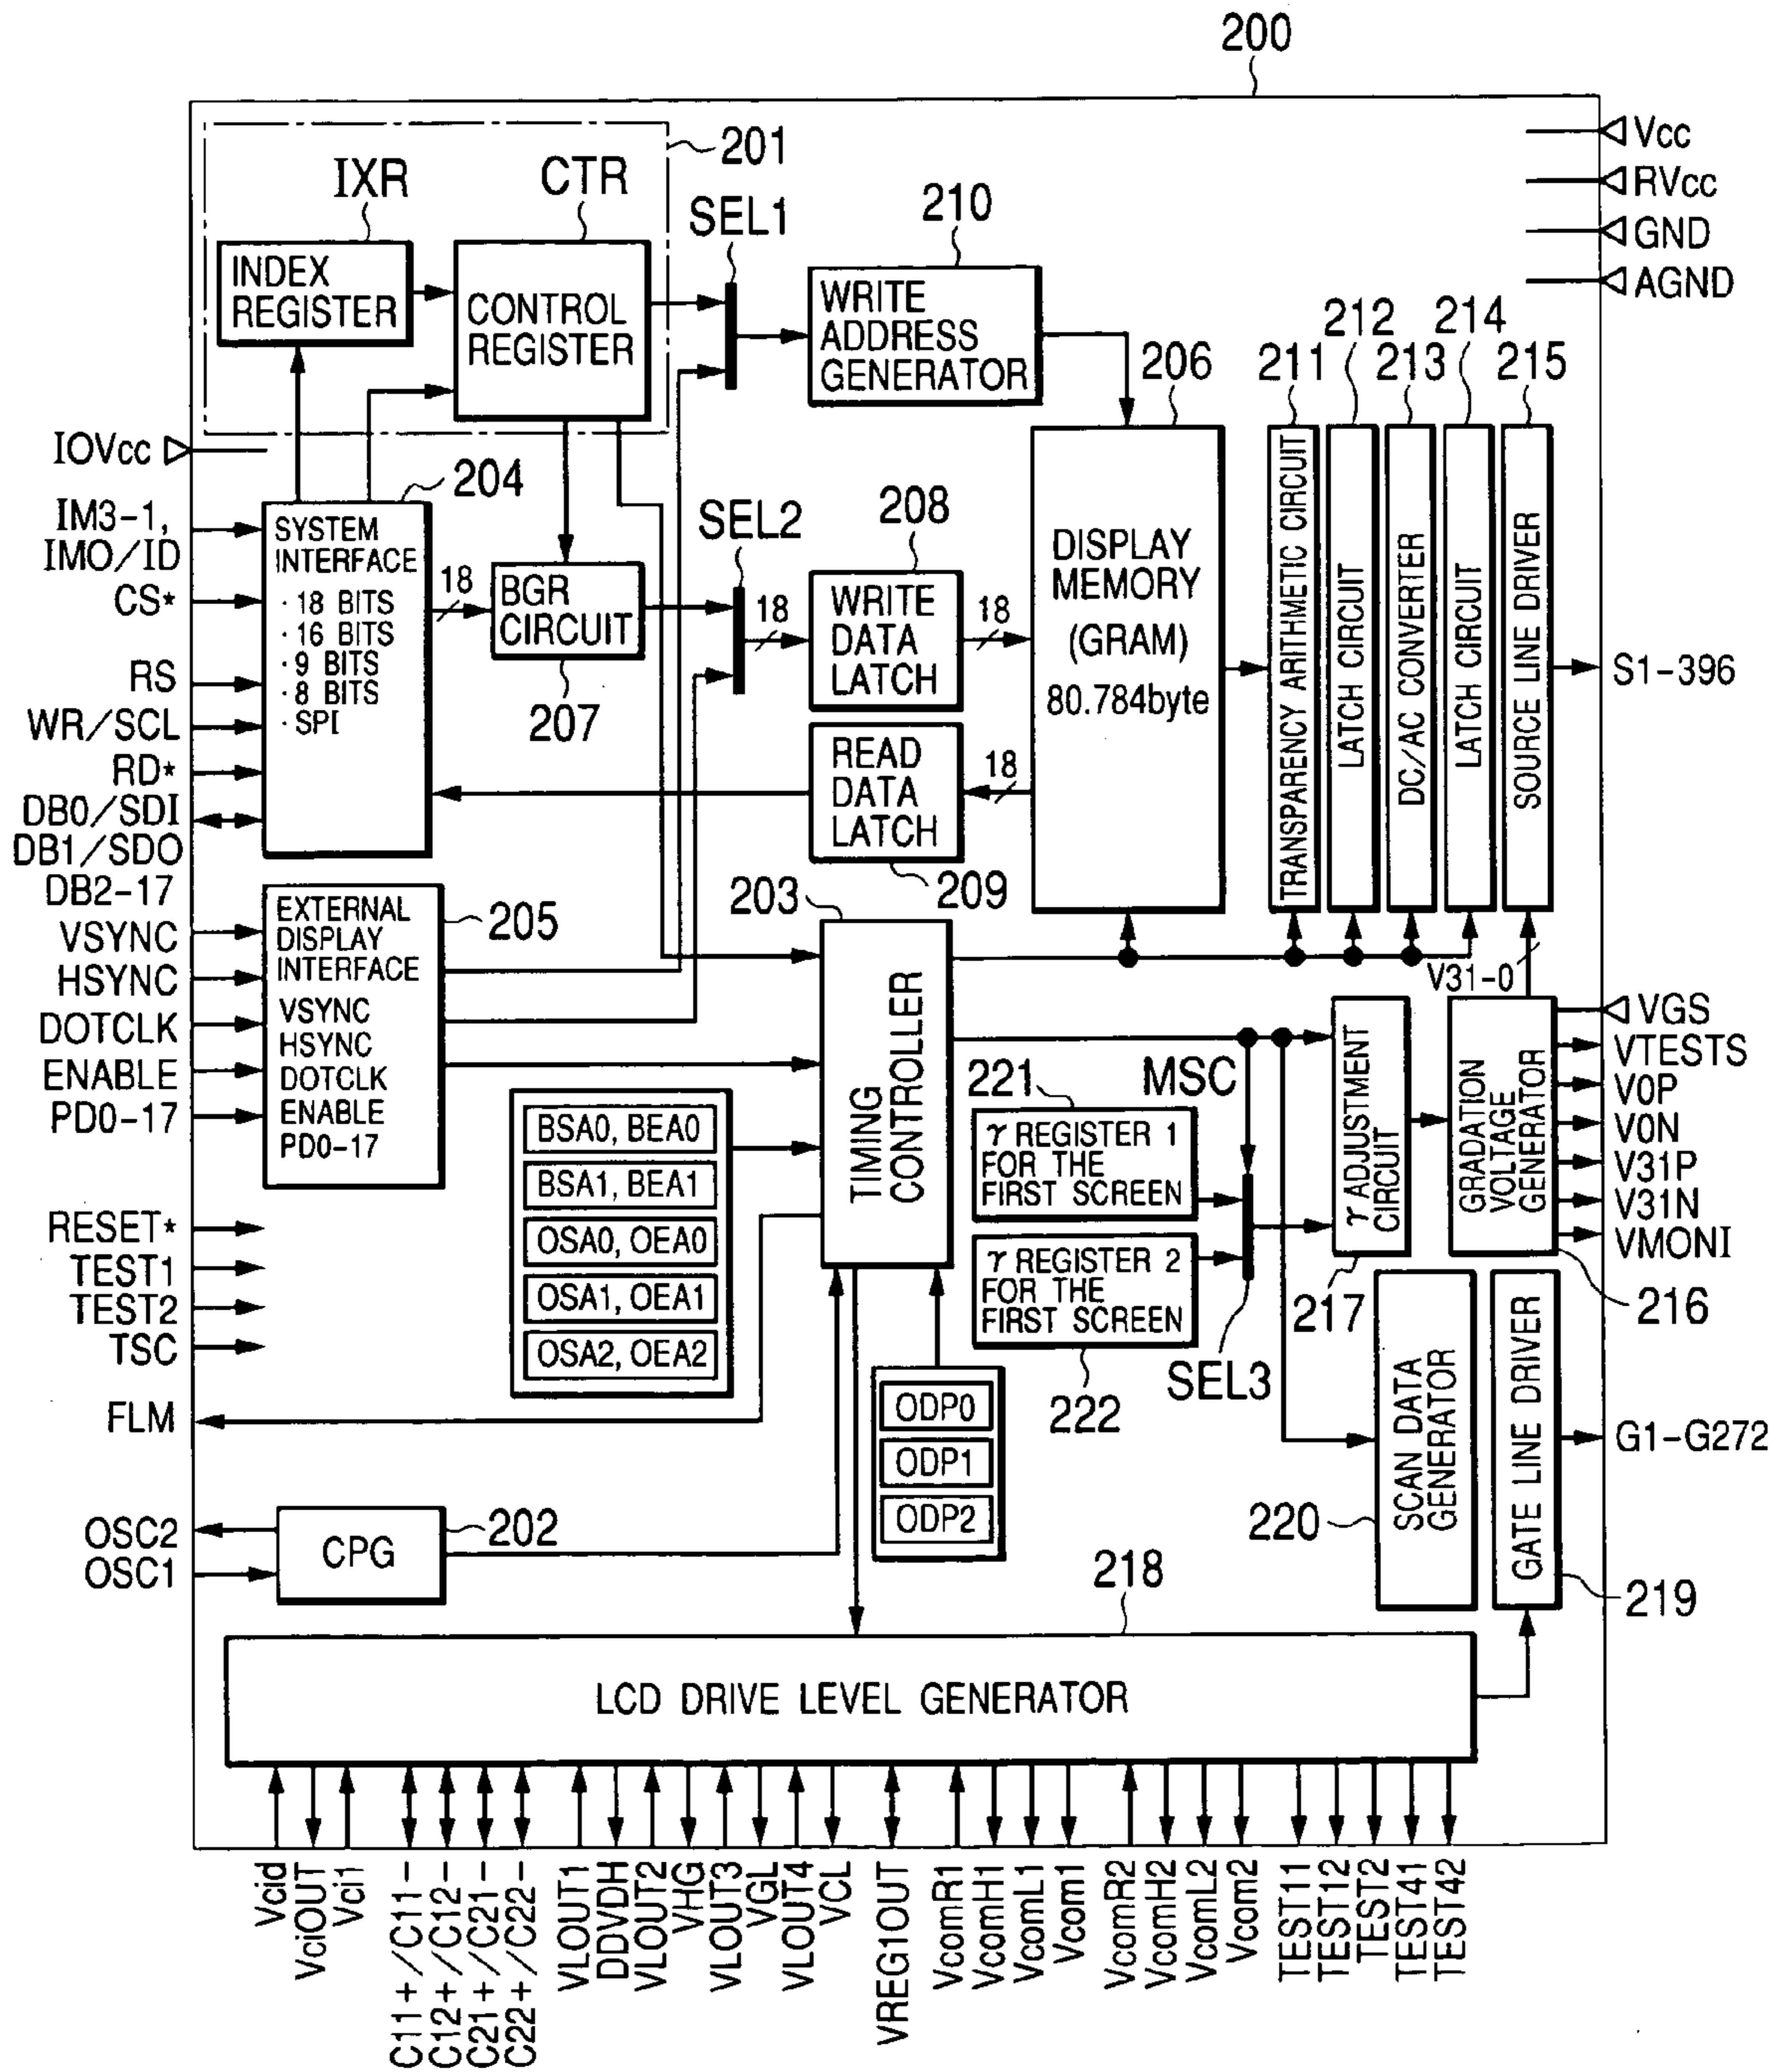 200
201
IXR
CTR
SEL1
210
INDEX
REGISTER
CONTROL
REGISTER
WRITE
ADDRESS
GENERATOR
Vcc
RVcc
GND
AGND
206
211
212
213
214
215
IOVcc
204
IM3-1,
IMO/ID
CS*
RS
WR/SCL
RD*
DB0/SDI
DB1/SDO
DB2-17
SYSTEM
INTERFACE
· 18 BITS
· 16 BITS
· 9 BITS
· 8 BITS
· SPI
18
BGR
CIRCUIT
207
SEL2
18
208
WRITE
DATA
LATCH
18
READ
DATA
LATCH
18
209
DISPLAY
MEMORY
(GRAM)
80.784byte
TRANSPARENCY ARITHMETIC CIRCUIT
LATCH CIRCUIT
DC/AC CONVERTER
LATCH CIRCUIT
SOURCE LINE DRIVER
S1-396
VSYNC
HSYNC
DOTCLK
ENABLE
PD0-17
EXTERNAL
DISPLAY
INTERFACE
VSYNC
HSYNC
DOTCLK
ENABLE
PD0-17
205
203
TIMING
CONTROLLER
BSA0, BEA0
BSA1, BEA1
OSA0, OEA0
OSA1, OEA1
OSA2, OEA2
221
MSC
γ REGISTER 1
FOR THE
FIRST SCREEN
γ REGISTER 2
FOR THE
FIRST SCREEN
222
SEL3
γ ADJUSTMENT
CIRCUIT
217
V31-0
GRADATION
VOLTAGE
GENERATOR
216
VGS
VTESTS
V0P
V0N
V31P
V31N
VMONI
RESET*
TEST1
TEST2
TSC
FLM
ODP0
ODP1
ODP2
SCAN DATA
GENERATOR
220
GATE LINE DRIVER
219
G1-G272
OSC2
OSC1
CPG
202
218
LCD DRIVE LEVEL GENERATOR
Vcid
VciOUT
Vci1
C11+/C11-
C12+/C12-
C21+/C21-
C22+/C22-
VLOUT1
DDVDH
VLOUT2
VHG
VLOUT3
VGL
VLOUT4
VCL
VREG1OUT
VcomR1
VcomH1
VcomL1
Vcom1
VcomR2
VcomH2
VcomL2
Vcom2
TEST11
TEST12
TEST2
TEST41
TEST42